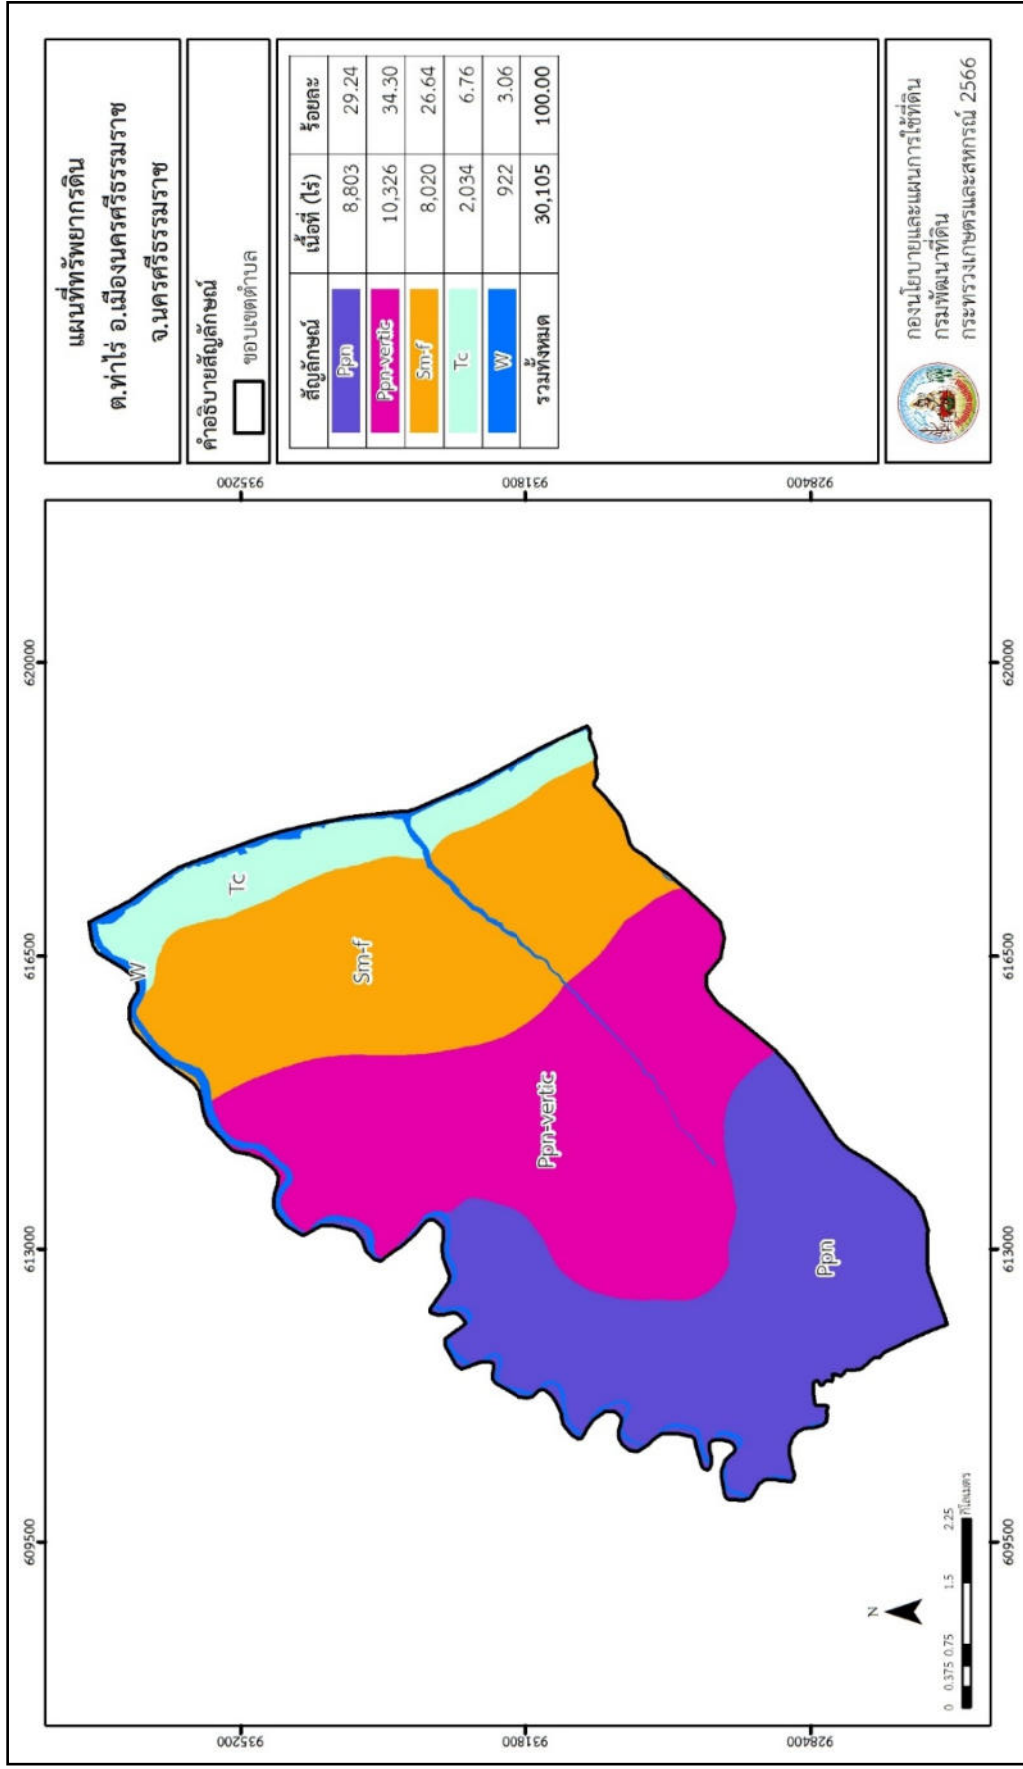 แผนที่ทรัพยากรดิน
ต.ท่าไร่ อ.เมืองนครศรีธรรมราช
จ.นครศรีธรรมราช
คำอธิบายสัญลักษณ์
ขอบเขตตำบล
สัญลักษณ์ เนื้อที่ (ไร่) ร้อยละ
Ppn 8,803 29.24
Ppn-vertic 10,326 34.30
Sm-f 8,020 26.64
Tc 2,034 6.76
W 922 3.06
รวมทั้งหมด 30,105 100.00
กองนโยบายและแผนการใช้ที่ดิน
กรมพัฒนาที่ดิน
กระทรวงเกษตรและสหกรณ์ 2566
609500 613000 616500 620000
935200 935200
W
Tc
Sm-f
931800 931800
Ppn-vertic
Ppn
928400 928400
N
0 0.375 0.75 1.5 2.25
กิโลเมตร
609500 613000 616500 620000